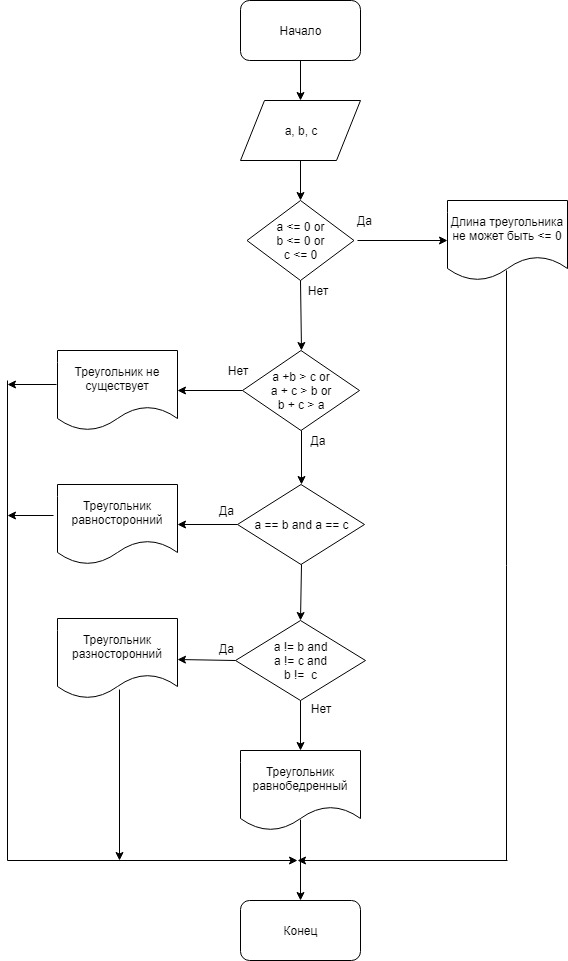 Начало
a, b, c
a <= 0 or
b <= 0 or
c <= 0
Да
Длина треугольника
не может быть <= 0
Нет
Треугольник не
существует
Нет
a +b > c or
a + c > b or
b + c > a
Да
Треугольник
равносторонний
Да
a == b and a == c
Треугольник
разносторонний
Да
a != b and
a != c and
b != c
Нет
Треугольник
равнобедренный
Конец